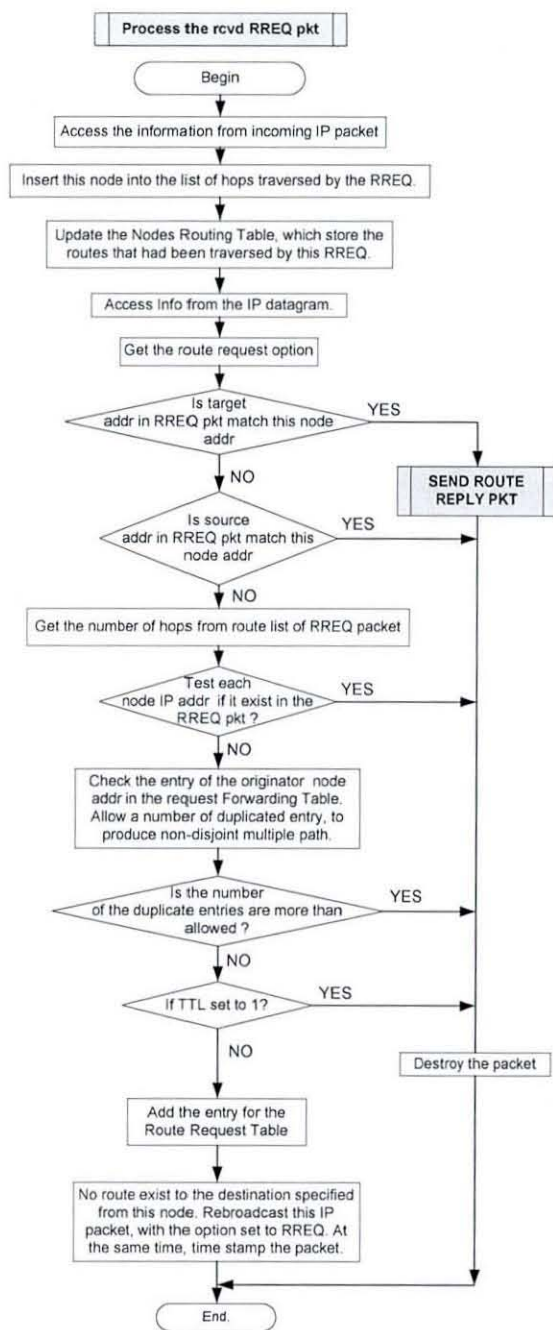 Process the rcvd RREQ pkt
Begin
Access the information from incoming IP packet
Insert this node into the list of hops traversed by the RREQ.
Update the Nodes Routing Table, which store the
routes that had been traversed by this RREQ.
Access Info from the IP datagram.
Get the route request option
Is target
addr in RREQ pkt match this node
addr
YES
NO
SEND ROUTE
REPLY PKT
Is source
addr in RREQ pkt match this
node addr
YES
NO
Get the number of hops from route list of RREQ packet
Test each
node IP addr if it exist in the
RREQ pkt ?
YES
NO
Check the entry of the originator node
addr in the request Forwarding Table.
Allow a number of duplicated entry, to
produce non-disjoint multiple path.
Is the number
of the duplicate entries are more than
allowed ?
YES
NO
If TTL set to 1?
YES
NO
Destroy the packet
Add the entry for the
Route Request Table
No route exist to the destination specified
from this node. Rebroadcast this IP
packet, with the option set to RREQ. At
the same time, time stamp the packet.
End.